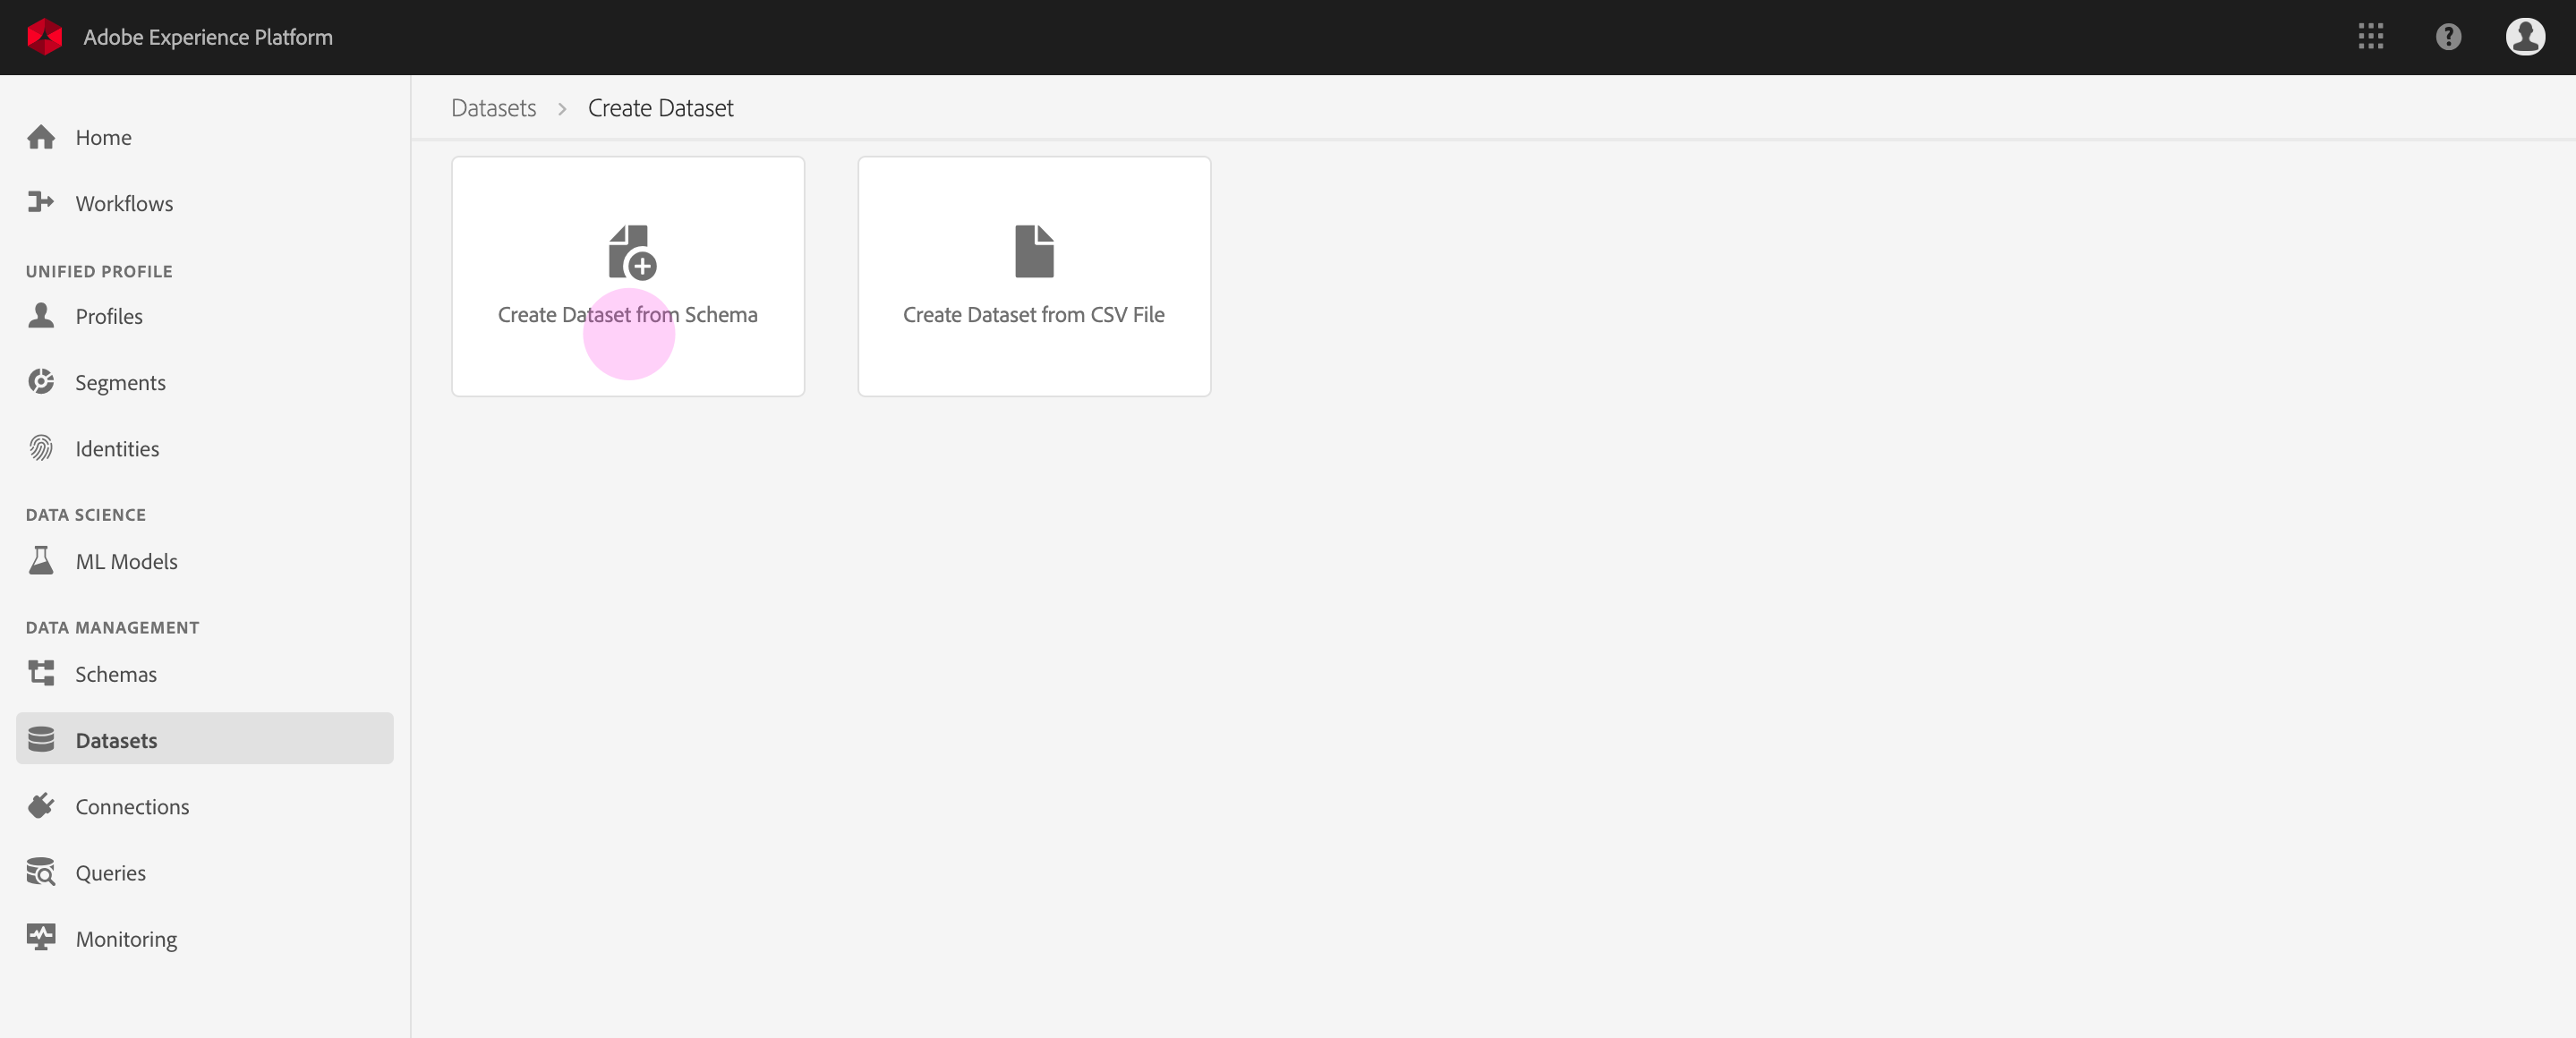 Adobe Experience Platform
Home
Workflows
UNIFIED PROFILE
Profiles
Segments
Identities
DATA SCIENCE
ML Models
DATA MANAGEMENT
Schemas
Datasets
Connections
Queries
Monitoring
Datasets > Create Dataset
Create Dataset from Schema
Create Dataset from CSV File